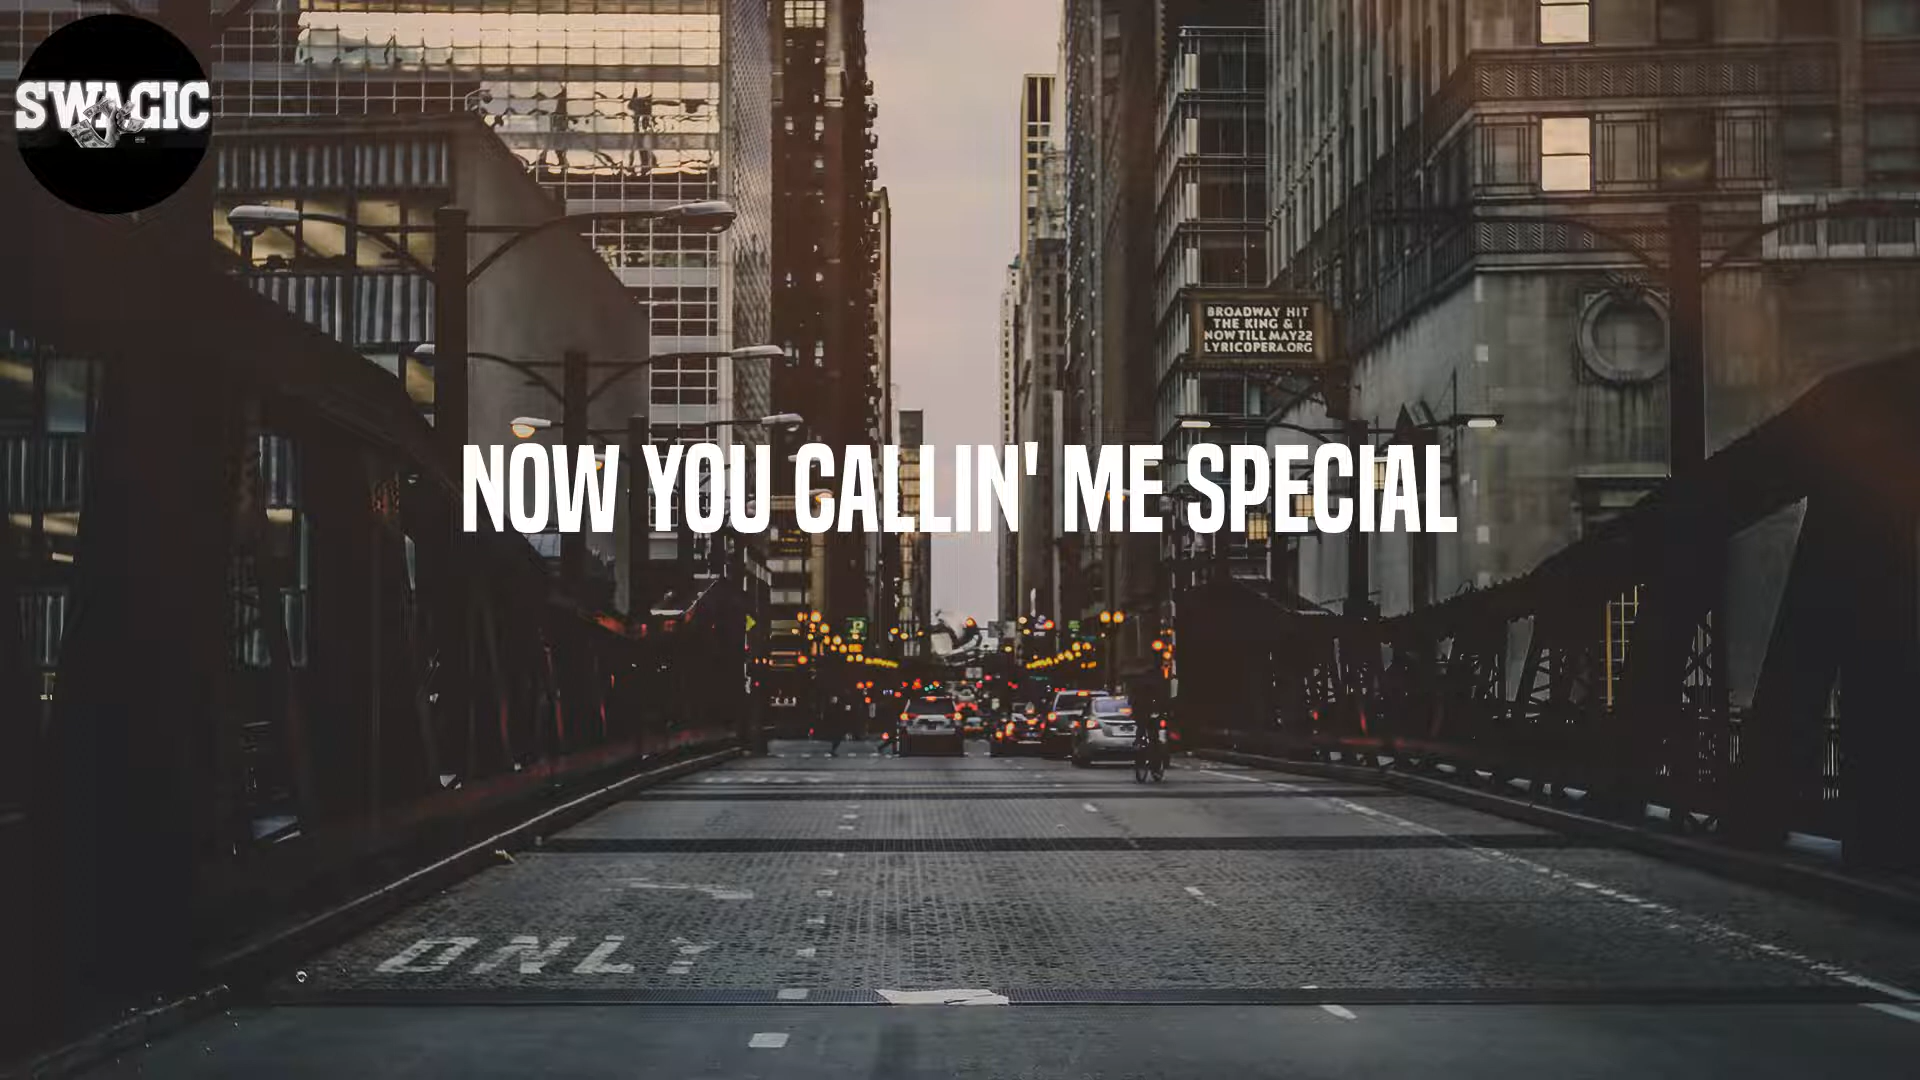 SWAGIC
BROADWAY HIT
THE KING & I
NOW TILL MAY 22
LYRICOPERA.ORG
NOW YOU CALLIN' ME SPECIAL
ONLY